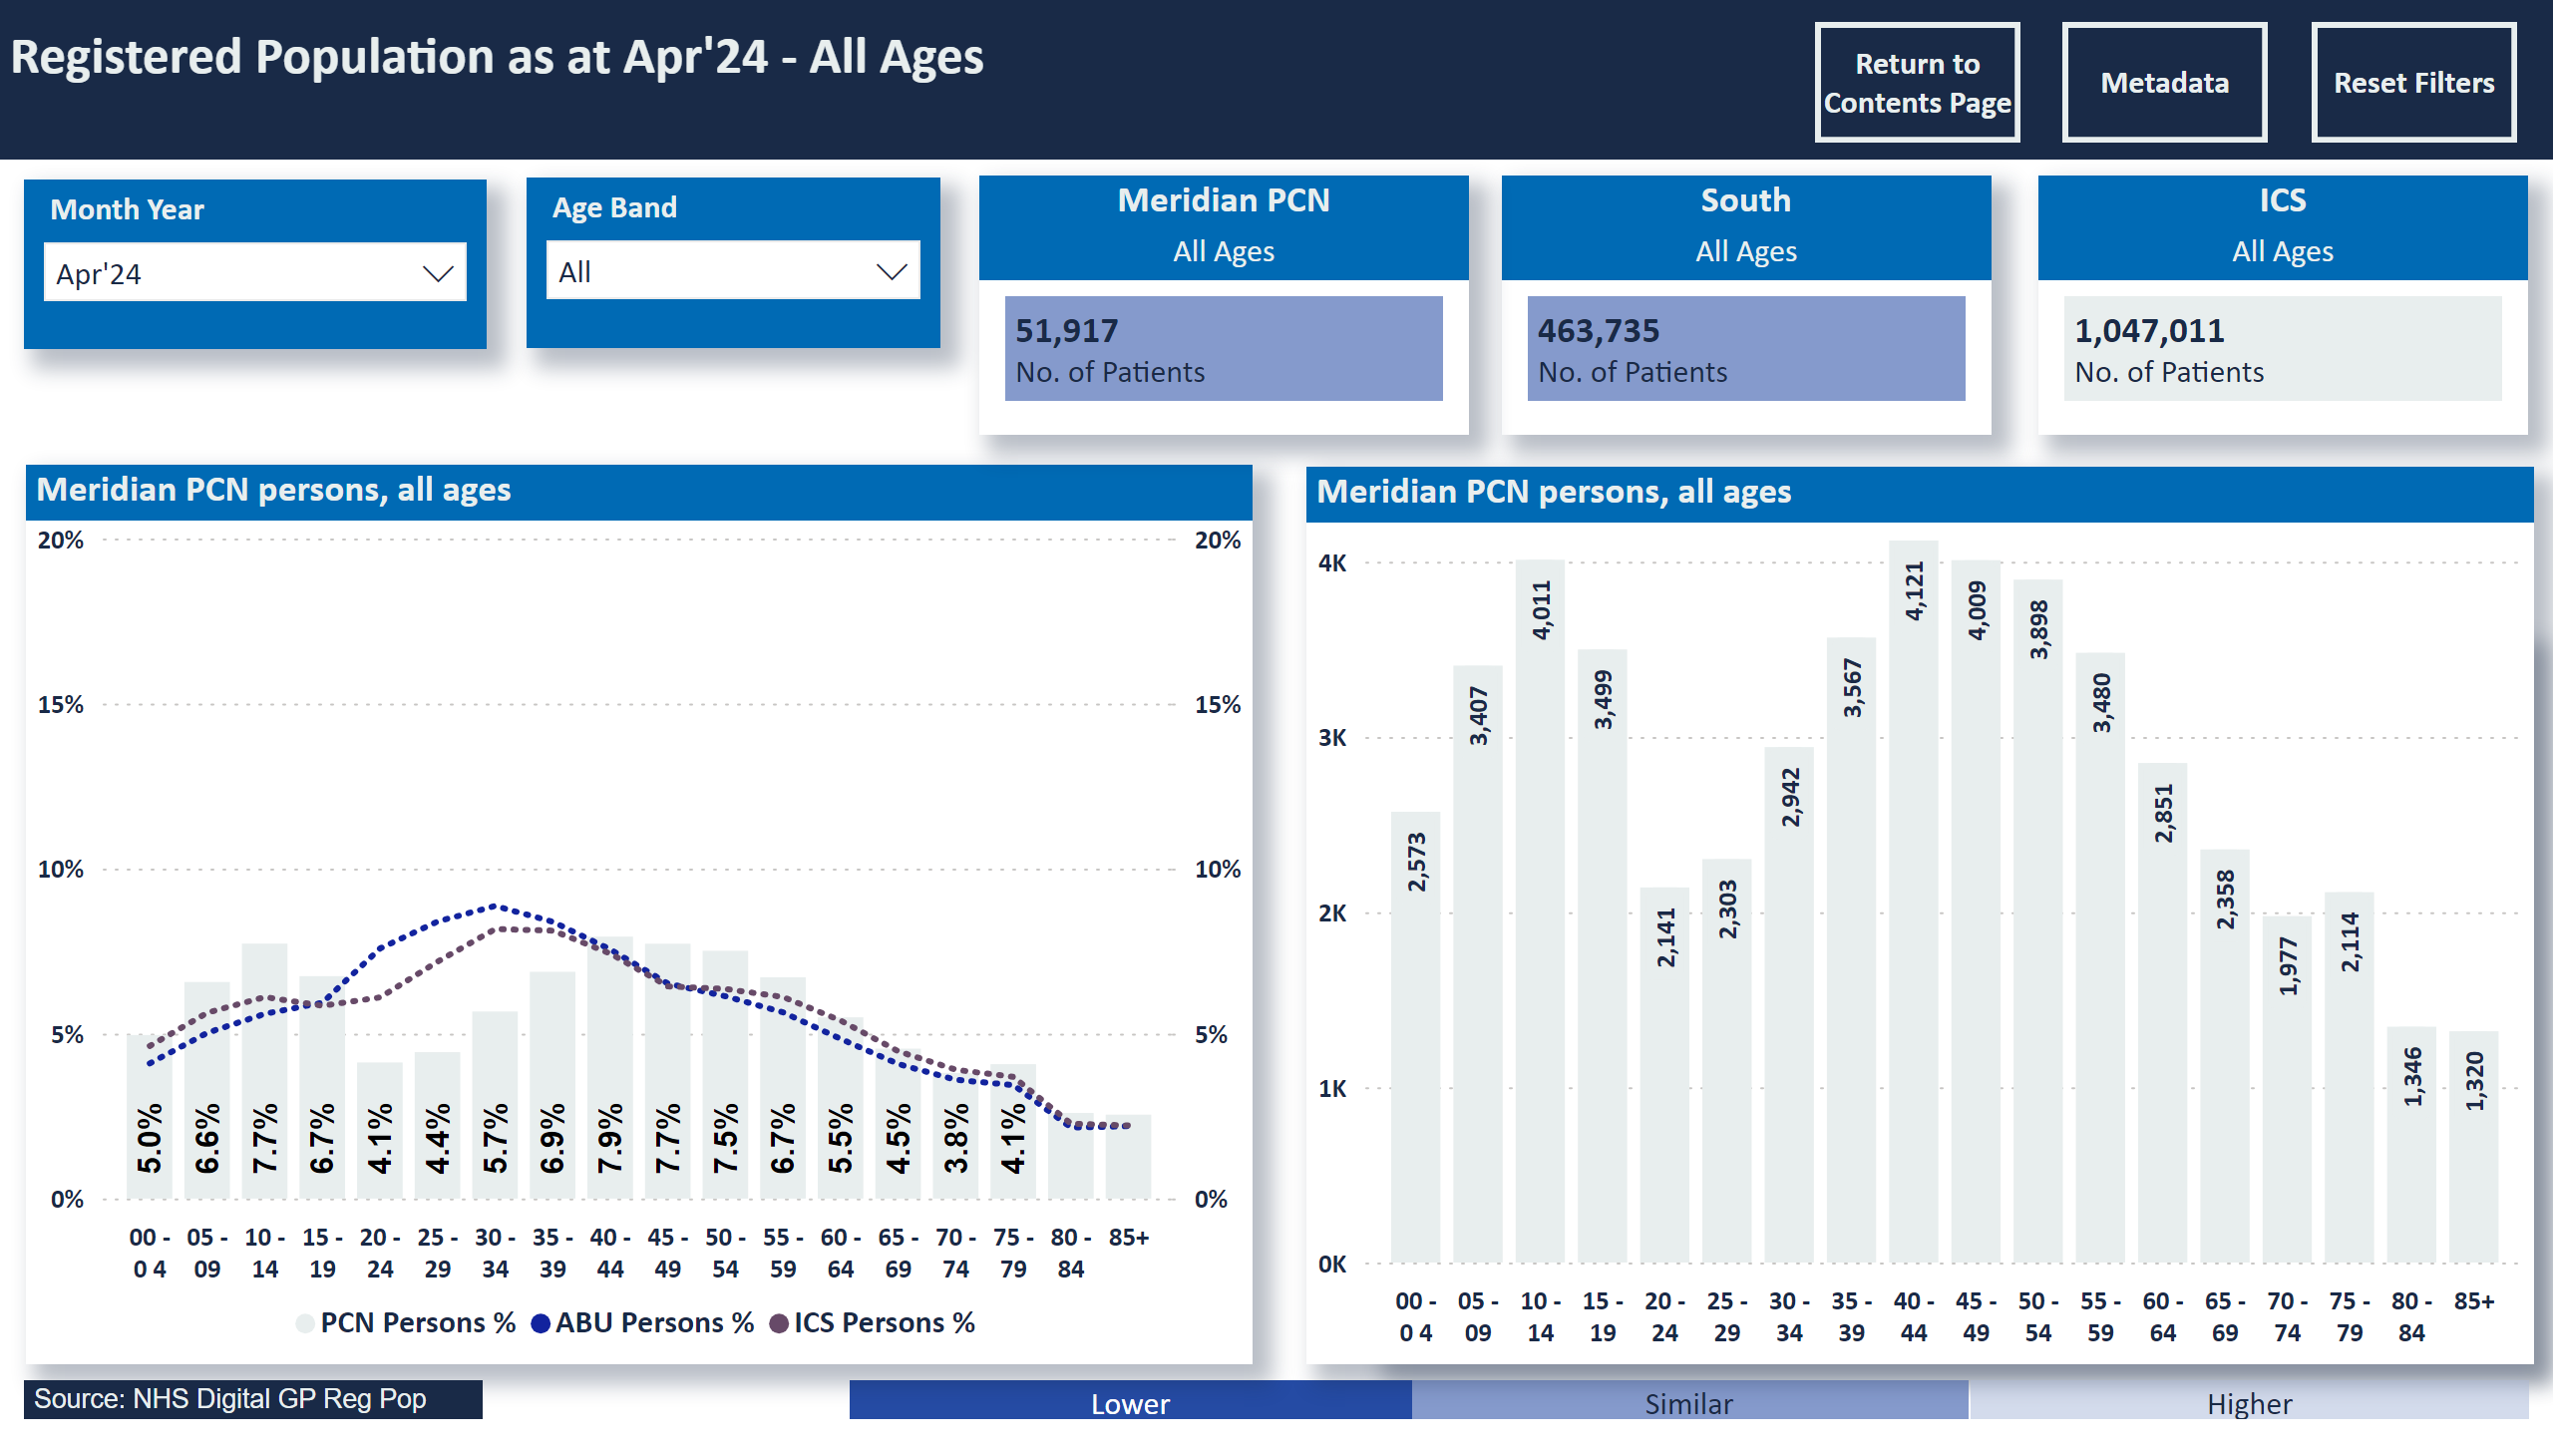 Registered Population as at Apr'24 - All Ages
Return to
Contents Page
Metadata
Reset Filters
Month Year
Apr'24
Age Band
All
Meridian PCN
All Ages
51,917
No. of Patients
South
All Ages
463,735
No. of Patients
ICS
All Ages
1,047,011
No. of Patients
Meridian PCN persons, all ages
20%
15%
10%
5%
0%
20%
15%
10%
5%
0%
5.0% 6.6% 7.7% 6.7% 4.1% 4.4% 5.7% 6.9% 7.9% 7.7% 7.5% 6.7% 5.5% 4.5% 3.8% 4.1%
00 - 05 - 10 - 15 - 20 - 25 - 30 - 35 - 40 - 45 - 50 - 55 - 60 - 65 - 70 - 75 - 80 - 85+
0 4 09 14 19 24 29 34 39 44 49 54 59 64 69 74 79 84
PCN Persons % ABU Persons % ICS Persons %
Meridian PCN persons, all ages
4K
3K
2K
1K
0K
2,573 3,407 4,011 3,499 2,141 2,303 2,942 3,567 4,121 4,009 3,898 3,480 2,851 2,358 1,977 2,114 1,346 1,320
00 - 05 - 10 - 15 - 20 - 25 - 30 - 35 - 40 - 45 - 50 - 55 - 60 - 65 - 70 - 75 - 80 - 85+
0 4 09 14 19 24 29 34 39 44 49 54 59 64 69 74 79 84
Source: NHS Digital GP Reg Pop
Lower
Similar
Higher